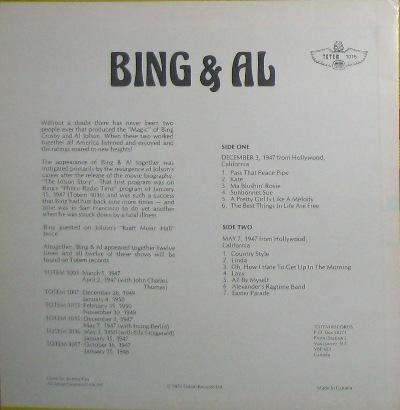 BING & AL
TOTEM 1015
Without a doubt there has never been two
people ever that produced the "Magic" of Bing
Crosby and Al Jolson. When these two worked
together all America listened and enjoyed and
the ratings soared to new heights!
The appearance of Bing & Al together was
instigated primarily by the resurgence of Jolson's
career after the release of the movie biography,
"The Jolson Story". That first program was on
Bing's "Philco Radio Time" program of January
15, 1947 (Totem 1036) and was such a success
that Bing had him back nine more times — and
Jolie was in San Francisco to do yet another
when he was struck down by a fatal illness.
Bing guested on Jolson's "Kraft Music Hall"
twice.
Altogether, Bing & Al appeared together twelve
times and all twelve of these shows will be
found on Totem records
TOTEM 1003 March 5, 1947
April 2, 1947 (with John Charles
Thomas)
TOTEM 1007 December 28, 1949
January 4, 1950
TOTEM 1013 February 15, 1950
November 30, 1949
TOTEM 1015 December 3, 1947
May 7, 1947 (with Irving Berlin)
TOTEM 1036 May 3, 1950 (with Ella Fitzgerald)
January 15, 1947
TOTEM 1047 October 16, 1947
January 15, 1948
SIDE ONE
DECEMBER 3, 1947 from Hollywood,
California
1. Pass That Peace Pipe
2. Kate
3. Ma Blushin' Rosie
4. Sunbonnet Sue
5. A Pretty Girl Is Like A Melody
6. The Best Things In Life Are Free
SIDE TWO
MAY 7, 1947 from Hollywood,
California
1. Country Style
2. Linda
3. Oh, How I Hate To Get Up In The Morning
4. Lazy
5. All By Myself
6. Alexander's Ragtime Band
7. Easter Parade
TOTEM RECORDS
P.O. Box
Postal Station
Vancouver, B.C.
Canada
Totem Records Ltd.
Made in Canada